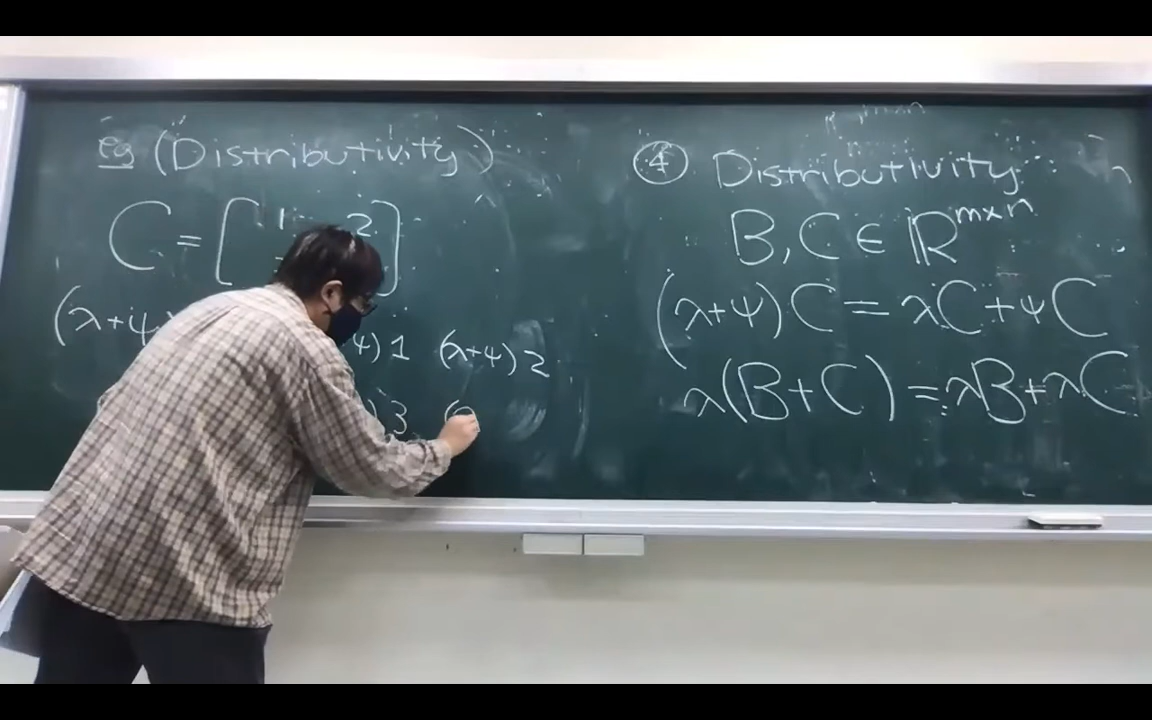 eg (Distributivity)
C = [1 2
(λ+ψ ψ)1 (λ+ψ)2
)3 (
④ Distributivity
B, C ∈ ℝ^{m×n}
(λ+ψ)C = λC+ψC
λ(B+C) = λB+λC